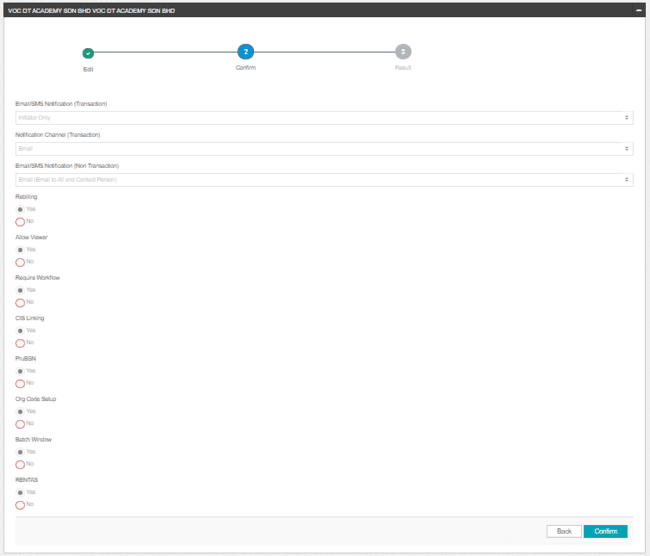 VOC DT ACADEMY SDN BHD VOC DT ACADEMY SDN BHD
2
3
Edit
Confirm
Result
Email/SMS Notification (Transaction)
Initiator Only
Notification Channel (Transaction)
Email
Email/SMS Notification (Non Transaction)
Email (Email to All and Contact Person)
Rebilling
Yes
No
Allow Viewer
Yes
No
Require Workflow
Yes
No
CIS Linking
Yes
No
PruBSN
Yes
No
Org Code Setup
Yes
No
Batch Window
Yes
No
RENTAS
Yes
No
Back
Confirm